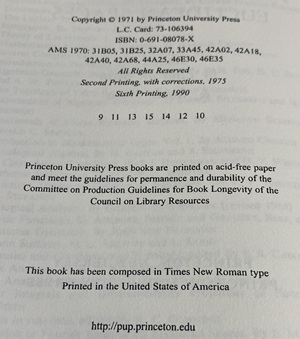 Copyright © 1971 by Princeton University Press
L.C. Card: 73-106394
ISBN: 0-691-08078-X
AMS 1970: 31B05, 31B25, 32A07, 33A45, 42A02, 42A18,
42A40, 42A68, 44A25, 46E30, 46E35
All Rights Reserved
Second Printing, with corrections, 1975
Sixth Printing, 1990
9 11 13 15 14 12 10
Princeton University Press books are printed on acid-free paper
and meet the guidelines for permanence and durability of the
Committee on Production Guidelines for Book Longevity of the
Council on Library Resources
This book has been composed in Times New Roman type
Printed in the United States of America
http://pup.princeton.edu